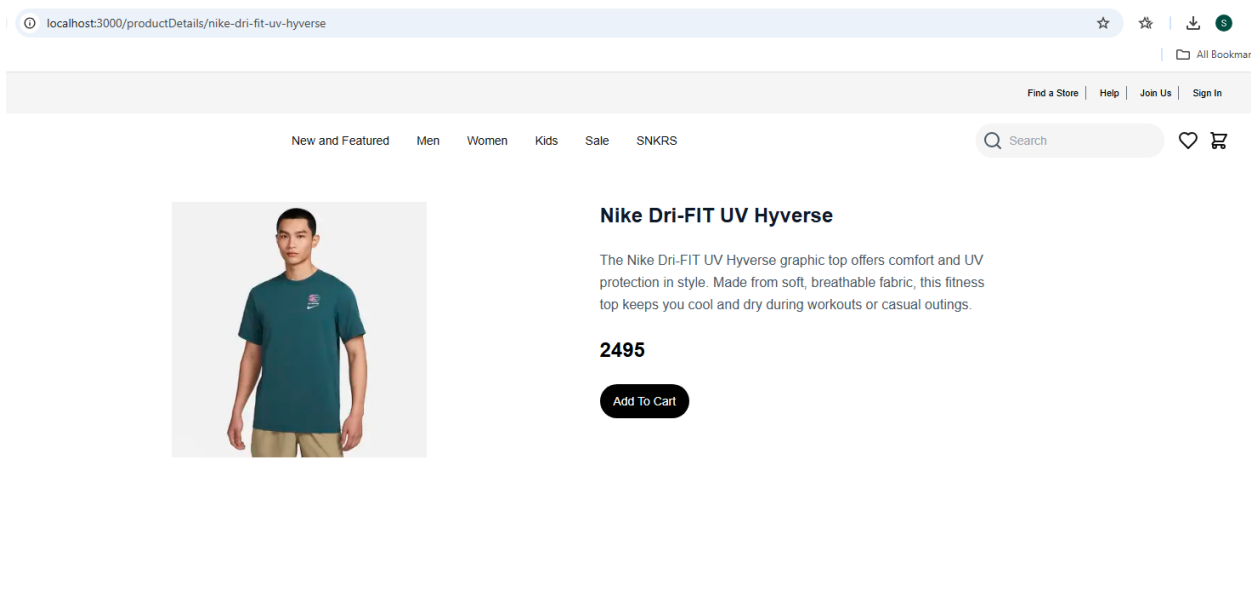 localhost:3000/productDetails/nike-dri-fit-uv-hyverse
S
All Bookmar
Find a Store Help Join Us Sign In
New and Featured Men Women Kids Sale SNKRS Search
Nike Dri-FIT UV Hyverse
The Nike Dri-FIT UV Hyverse graphic top offers comfort and UV
protection in style. Made from soft, breathable fabric, this fitness
top keeps you cool and dry during workouts or casual outings.
2495
Add To Cart